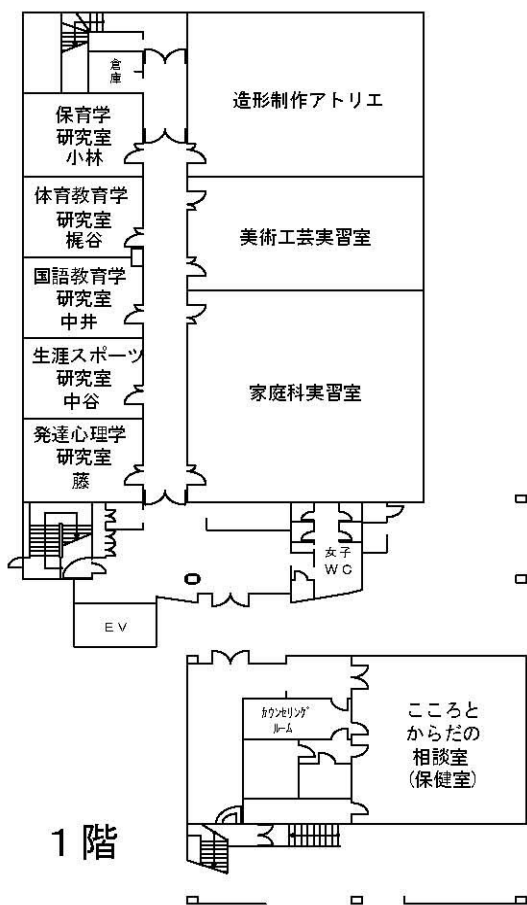 倉
庫
造形制作アトリエ
保育学
研究室
小林
体育教育学
研究室
梶谷
美術工芸実習室
国語教育学
研究室
中井
生涯スポーツ
研究室
中谷
家庭科実習室
発達心理学
研究室
藤
女子
WC
EV
カウンセリング
ルーム
こころと
からだの
相談室
(保健室)
1階